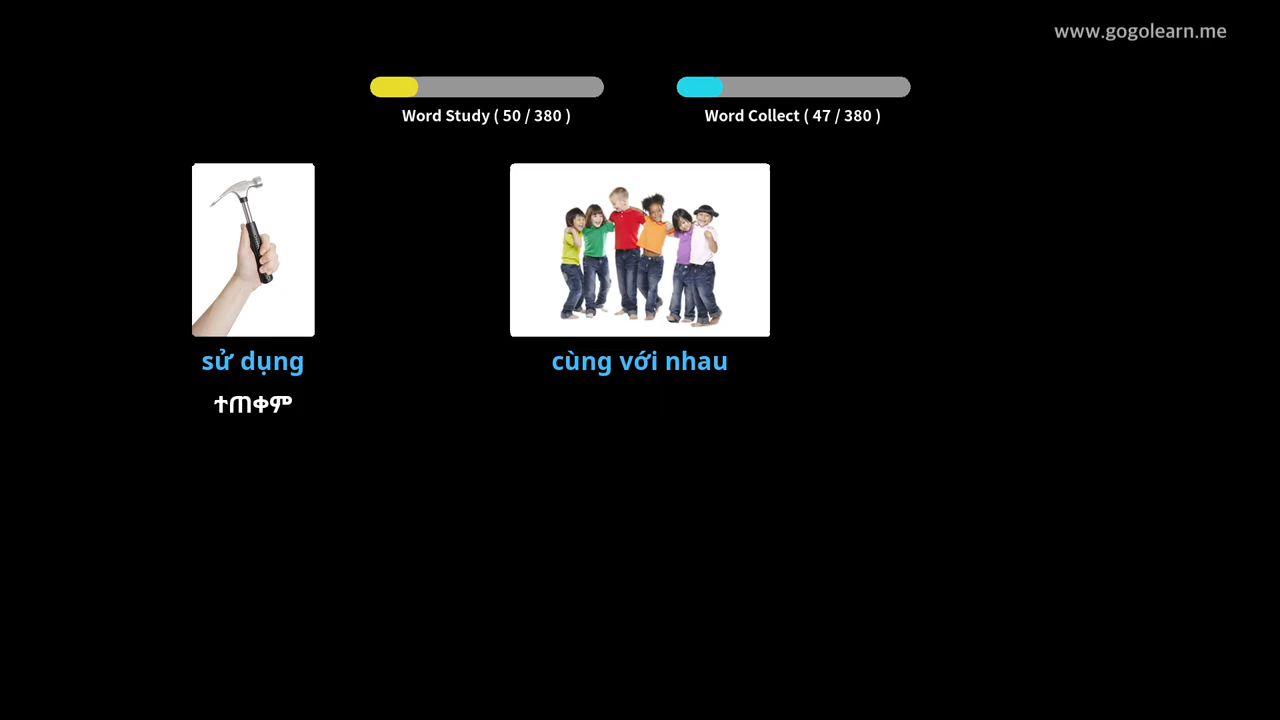 www.gogolearn.me
Word Study ( 50 / 380 )
Word Collect ( 47 / 380 )
sử dụng
cùng với nhau
ተጠቀም